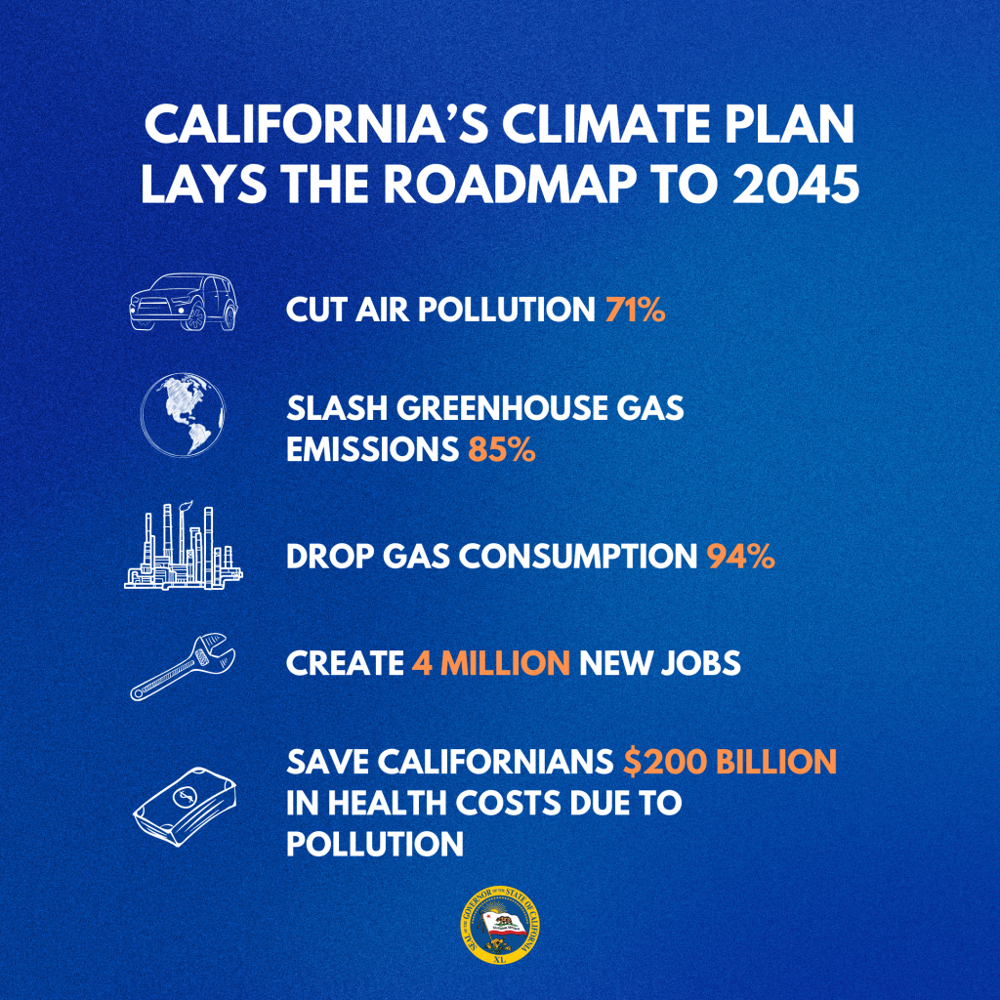 CALIFORNIA’S CLIMATE PLAN
LAYS THE ROADMAP TO 2045
CUT AIR POLLUTION 71%
SLASH GREENHOUSE GAS
EMISSIONS 85%
DROP GAS CONSUMPTION 94%
CREATE 4 MILLION NEW JOBS
SAVE CALIFORNIANS $200 BILLION
IN HEALTH COSTS DUE TO
POLLUTION
SEAL OF THE GOVERNOR OF THE STATE OF CALIFORNIA
XL